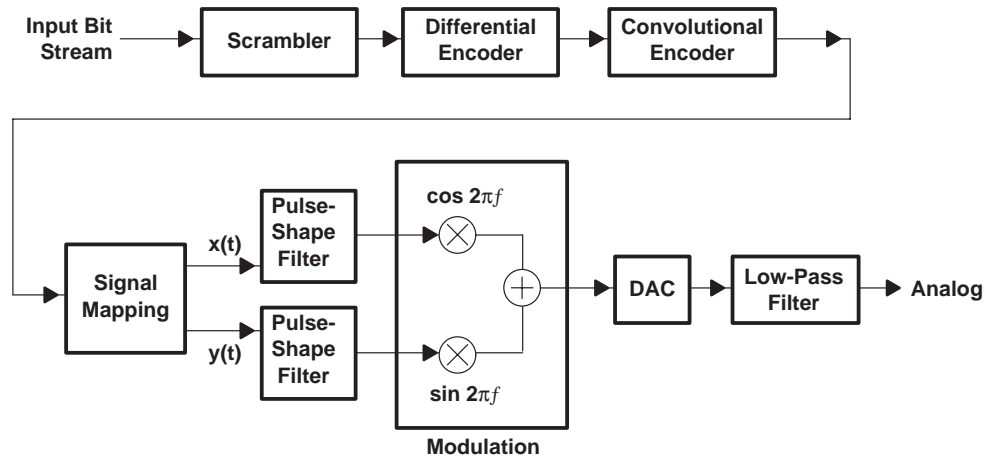 Input Bit
Stream
Scrambler
Differential
Encoder
Convolutional
Encoder
Signal
Mapping
x(t)
y(t)
Pulse-
Shape
Filter
Pulse-
Shape
Filter
cos 2πf
sin 2πf
Modulation
DAC
Low-Pass
Filter
Analog